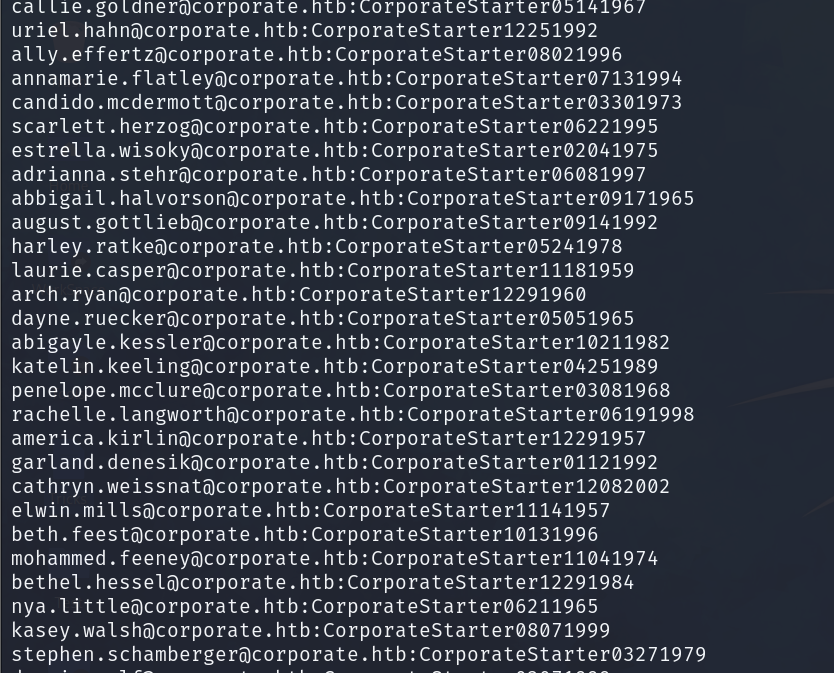 callie.goldner@corporate.htb:CorporateStarter05141967
uriel.hahn@corporate.htb:CorporateStarter12251992
ally.effertz@corporate.htb:CorporateStarter08021996
annamarie.flatley@corporate.htb:CorporateStarter07131994
candido.mcdermott@corporate.htb:CorporateStarter03301973
scarlett.herzog@corporate.htb:CorporateStarter06221995
estrella.wisoky@corporate.htb:CorporateStarter02041975
adrianna.stehr@corporate.htb:CorporateStarter06081997
abbigail.halvorson@corporate.htb:CorporateStarter09171965
august.gottlieb@corporate.htb:CorporateStarter09141992
harley.ratke@corporate.htb:CorporateStarter05241978
laurie.casper@corporate.htb:CorporateStarter11181959
arch.ryan@corporate.htb:CorporateStarter12291960
dayne.ruecker@corporate.htb:CorporateStarter05051965
abigayle.kessler@corporate.htb:CorporateStarter10211982
katelin.keeling@corporate.htb:CorporateStarter04251989
penelope.mcclure@corporate.htb:CorporateStarter03081968
rachelle.langworth@corporate.htb:CorporateStarter06191998
america.kirlin@corporate.htb:CorporateStarter12291957
garland.denesik@corporate.htb:CorporateStarter01121992
cathryn.weissnat@corporate.htb:CorporateStarter12082002
elwin.mills@corporate.htb:CorporateStarter11141957
beth.feest@corporate.htb:CorporateStarter10131996
mohammed.feeney@corporate.htb:CorporateStarter11041974
bethel.hessel@corporate.htb:CorporateStarter12291984
nya.little@corporate.htb:CorporateStarter06211965
kasey.walsh@corporate.htb:CorporateStarter08071999
stephen.schamberger@corporate.htb:CorporateStarter03271979